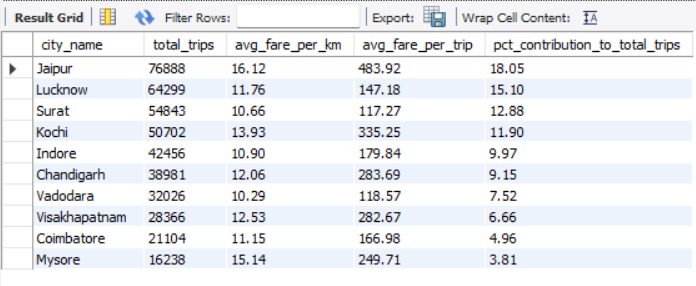 Result Grid Filter Rows: Export: Wrap Cell Content: IA
city_name total_trips avg_fare_per_km avg_fare_per_trip pct_contribution_to_total_trips
Jaipur 76888 16.12 483.92 18.05
Lucknow 64299 11.76 147.18 15.10
Surat 54843 10.66 117.27 12.88
Kochi 50702 13.93 335.25 11.90
Indore 42456 10.90 179.84 9.97
Chandigarh 38981 12.06 283.69 9.15
Vadodara 32026 10.29 118.57 7.52
Visakhapatnam 28366 12.53 282.67 6.66
Coimbatore 21104 11.15 166.98 4.96
Mysore 16238 15.14 249.71 3.81